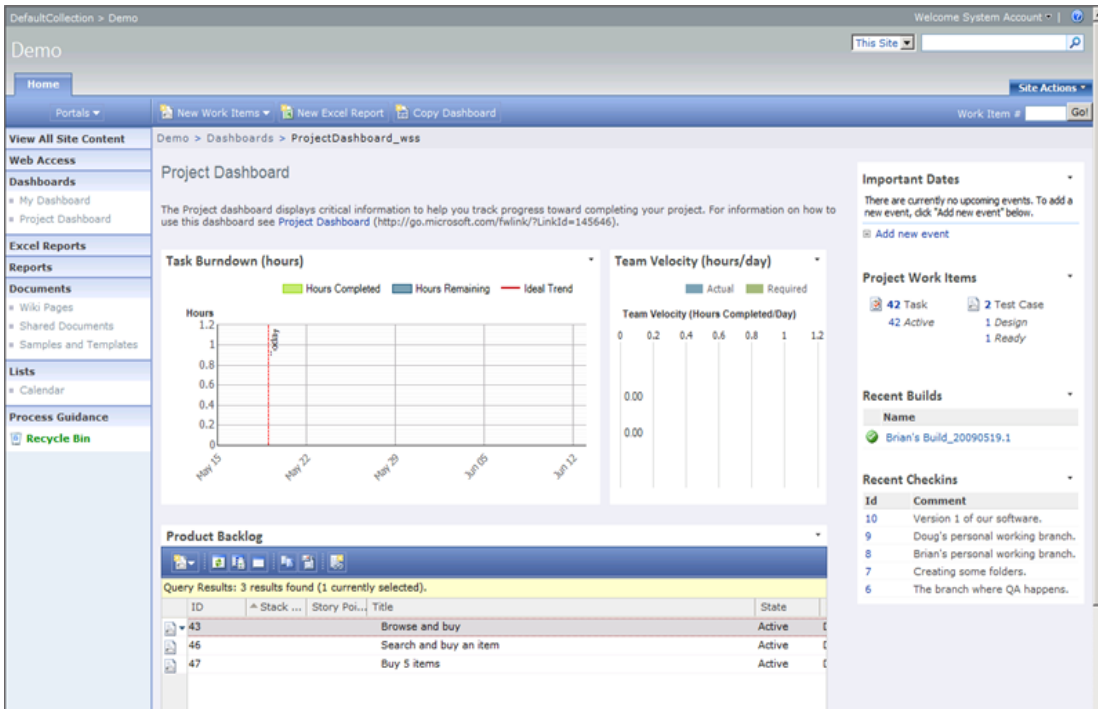 DefaultCollection > Demo
Welcome System Account
Demo
This Site
Home
Site Actions
Portals
New Work Items
New Excel Report
Copy Dashboard
Work Item #
Go!
View All Site Content
Web Access
Dashboards
My Dashboard
Project Dashboard
Excel Reports
Reports
Documents
Wiki Pages
Shared Documents
Samples and Templates
Lists
Calendar
Process Guidance
Recycle Bin
Demo > Dashboards > ProjectDashboard_wss
Project Dashboard
The Project dashboard displays critical information to help you track progress toward completing your project. For information on how to
use this dashboard see Project Dashboard (http://go.microsoft.com/fwlink/?LinkId=145646).
Task Burndown (hours)
Hours Completed Hours Remaining Ideal Trend
Hours
1.2
1
0.8
0.6
0.4
0.2
0
May 15 May 22 May 29 Jun 05 Jun 12
Team Velocity (hours/day)
Actual Required
Team Velocity (Hours Completed/Day)
0 0.2 0.4 0.6 0.8 1 1.2
0.00
0.00
Product Backlog
Query Results: 3 results found (1 currently selected).
ID Stack ... Story Poi... Title State
43 Browse and buy Active
46 Search and buy an item Active
47 Buy 5 items Active
Important Dates
There are currently no upcoming events. To add a
new event, click "Add new event" below.
Add new event
Project Work Items
42 Task 2 Test Case
42 Active 1 Design
1 Ready
Recent Builds
Name
Brian's Build_20090519.1
Recent Checkins
Id Comment
10 Version 1 of our software.
9 Doug's personal working branch.
8 Brian's personal working branch.
7 Creating some folders.
6 The branch where QA happens.